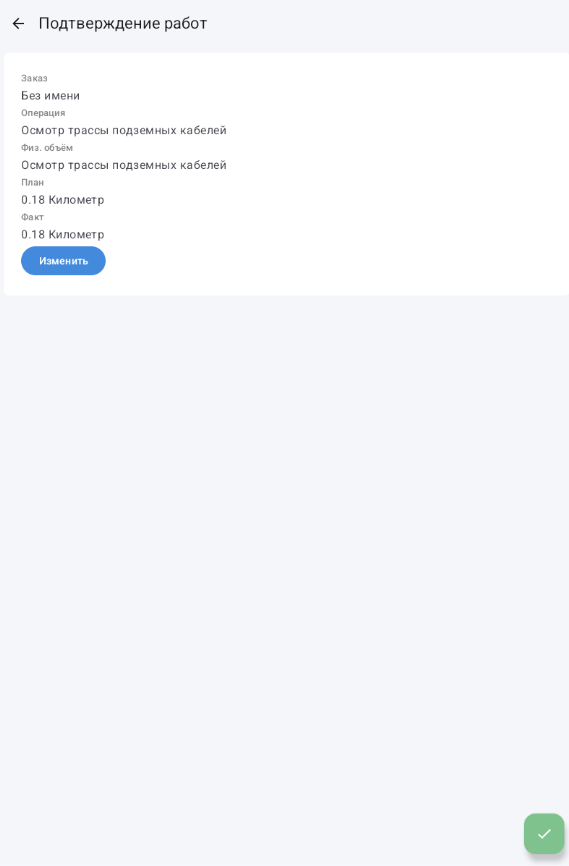 Подтверждение работ
Заказ
Без имени
Операция
Осмотр трассы подземных кабелей
Физ. объём
Осмотр трассы подземных кабелей
План
0.18 Километр
Факт
0.18 Километр
Изменить